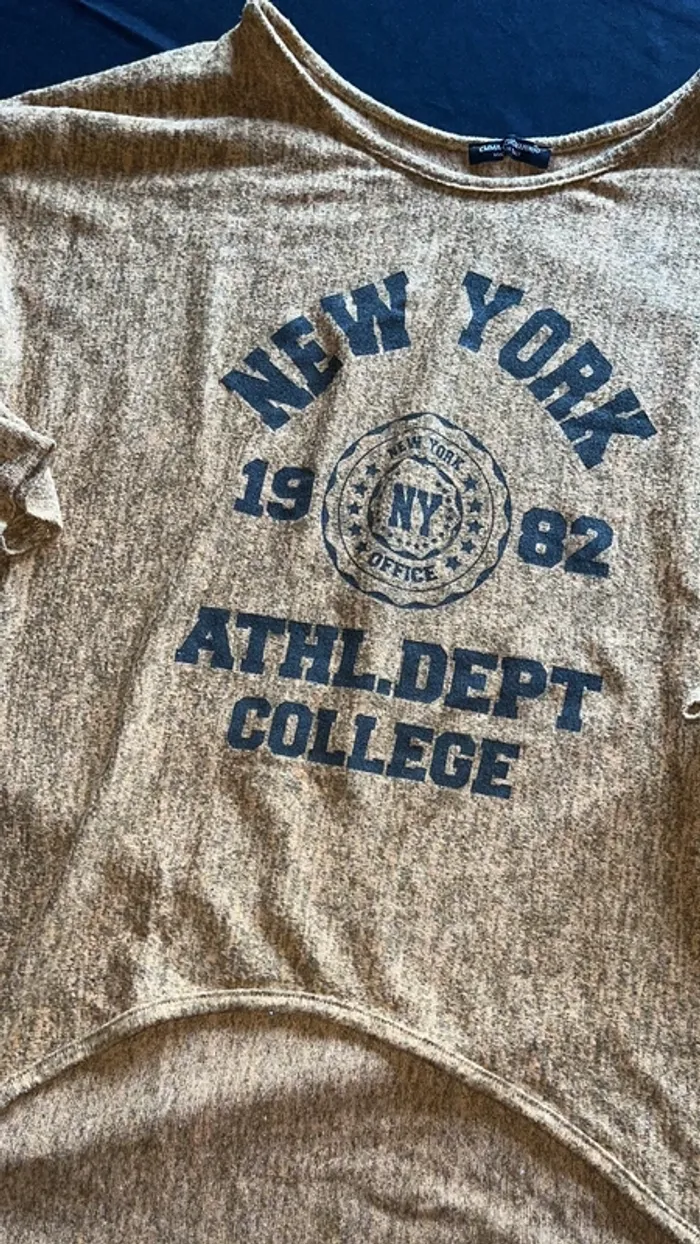 NEW YORK
19 82
NEW YORK
NY
OFFICE
ATHL.DEPT
COLLEGE